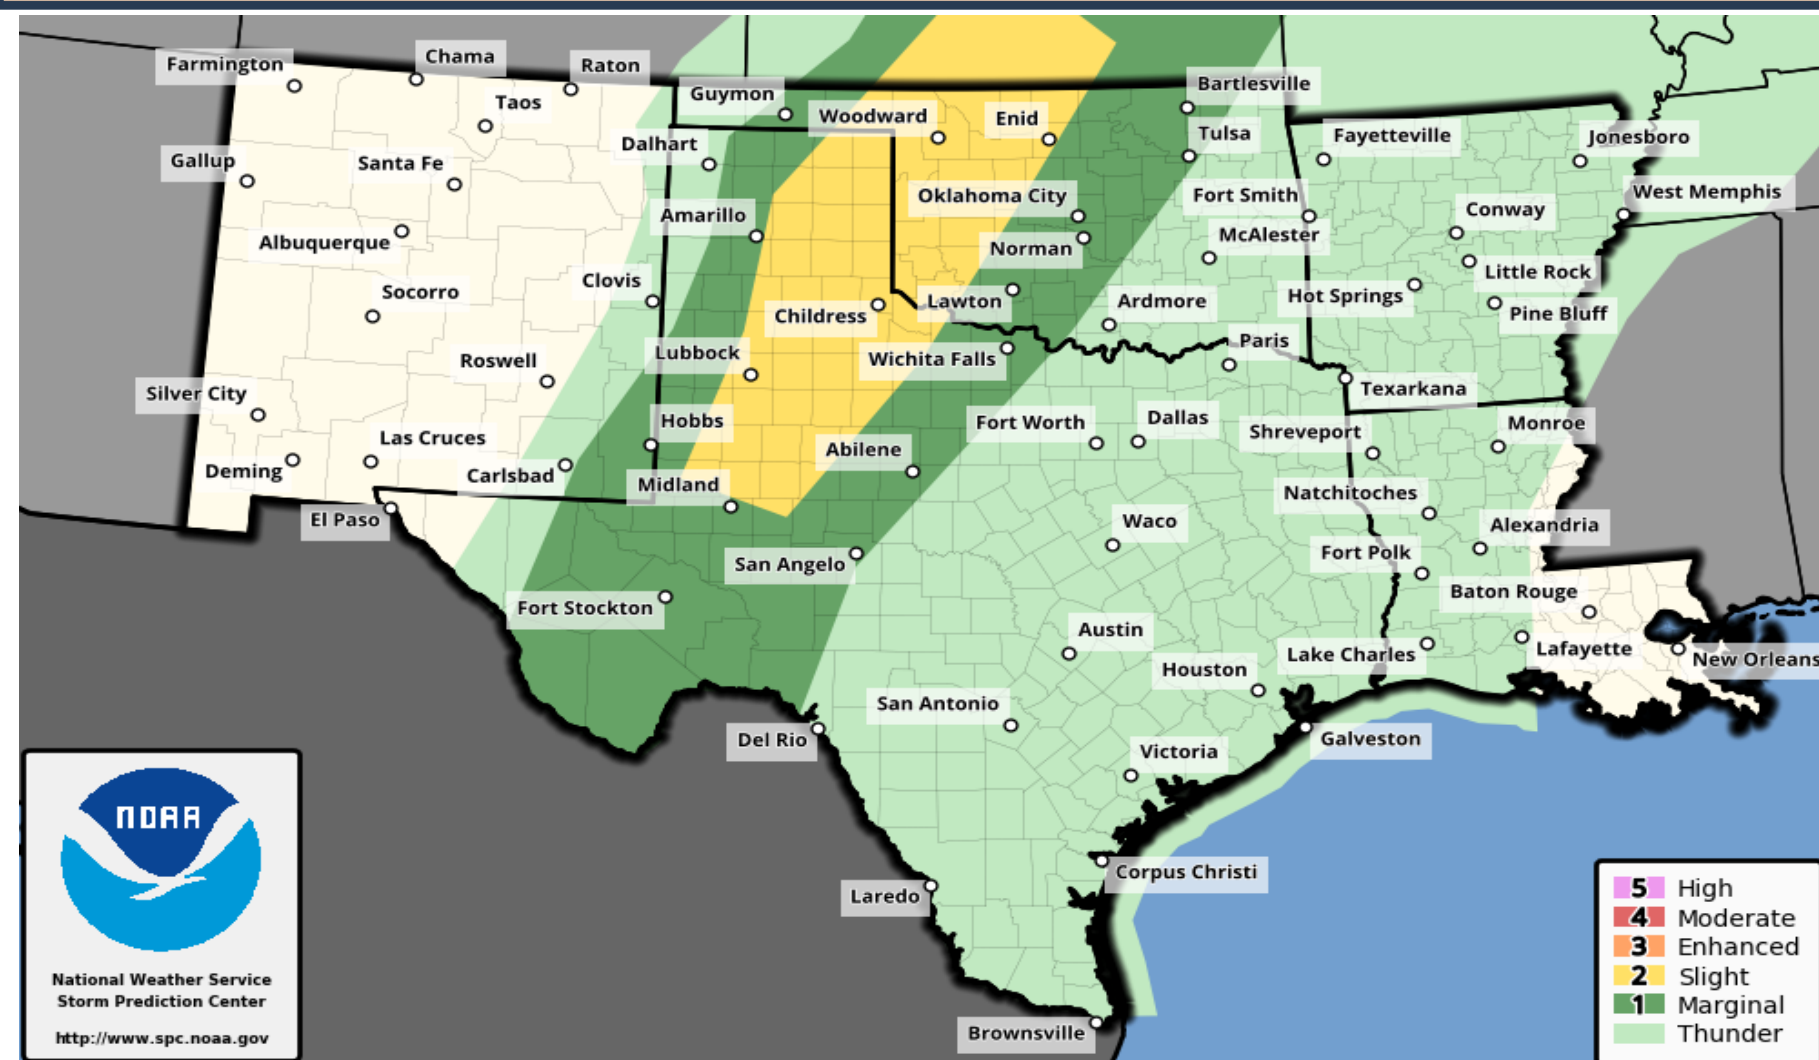 Farmington
Chama
Raton
Taos
Guymon
Woodward
Enid
Bartlesville
Tulsa
Dalhart
Fayetteville
Jonesboro
Gallup
Santa Fe
Oklahoma City
Fort Smith
Conway
West Memphis
Amarillo
Albuquerque
Norman
McAlester
Little Rock
Clovis
Socorro
Childress
Lawton
Ardmore
Hot Springs
Pine Bluff
Roswell
Lubbock
Wichita Falls
Paris
Texarkana
Silver City
Hobbs
Fort Worth
Dallas
Shreveport
Monroe
Las Cruces
Abilene
Deming
Carlsbad
Midland
Natchitoches
El Paso
Waco
Alexandria
San Angelo
Fort Polk
Fort Stockton
Baton Rouge
Austin
Lake Charles
Lafayette
New Orleans
Houston
San Antonio
Del Rio
Galveston
Victoria
Corpus Christi
Laredo
Brownsville
NOAA
National Weather Service
Storm Prediction Center
http://www.spc.noaa.gov
5 High
4 Moderate
3 Enhanced
2 Slight
1 Marginal
Thunder